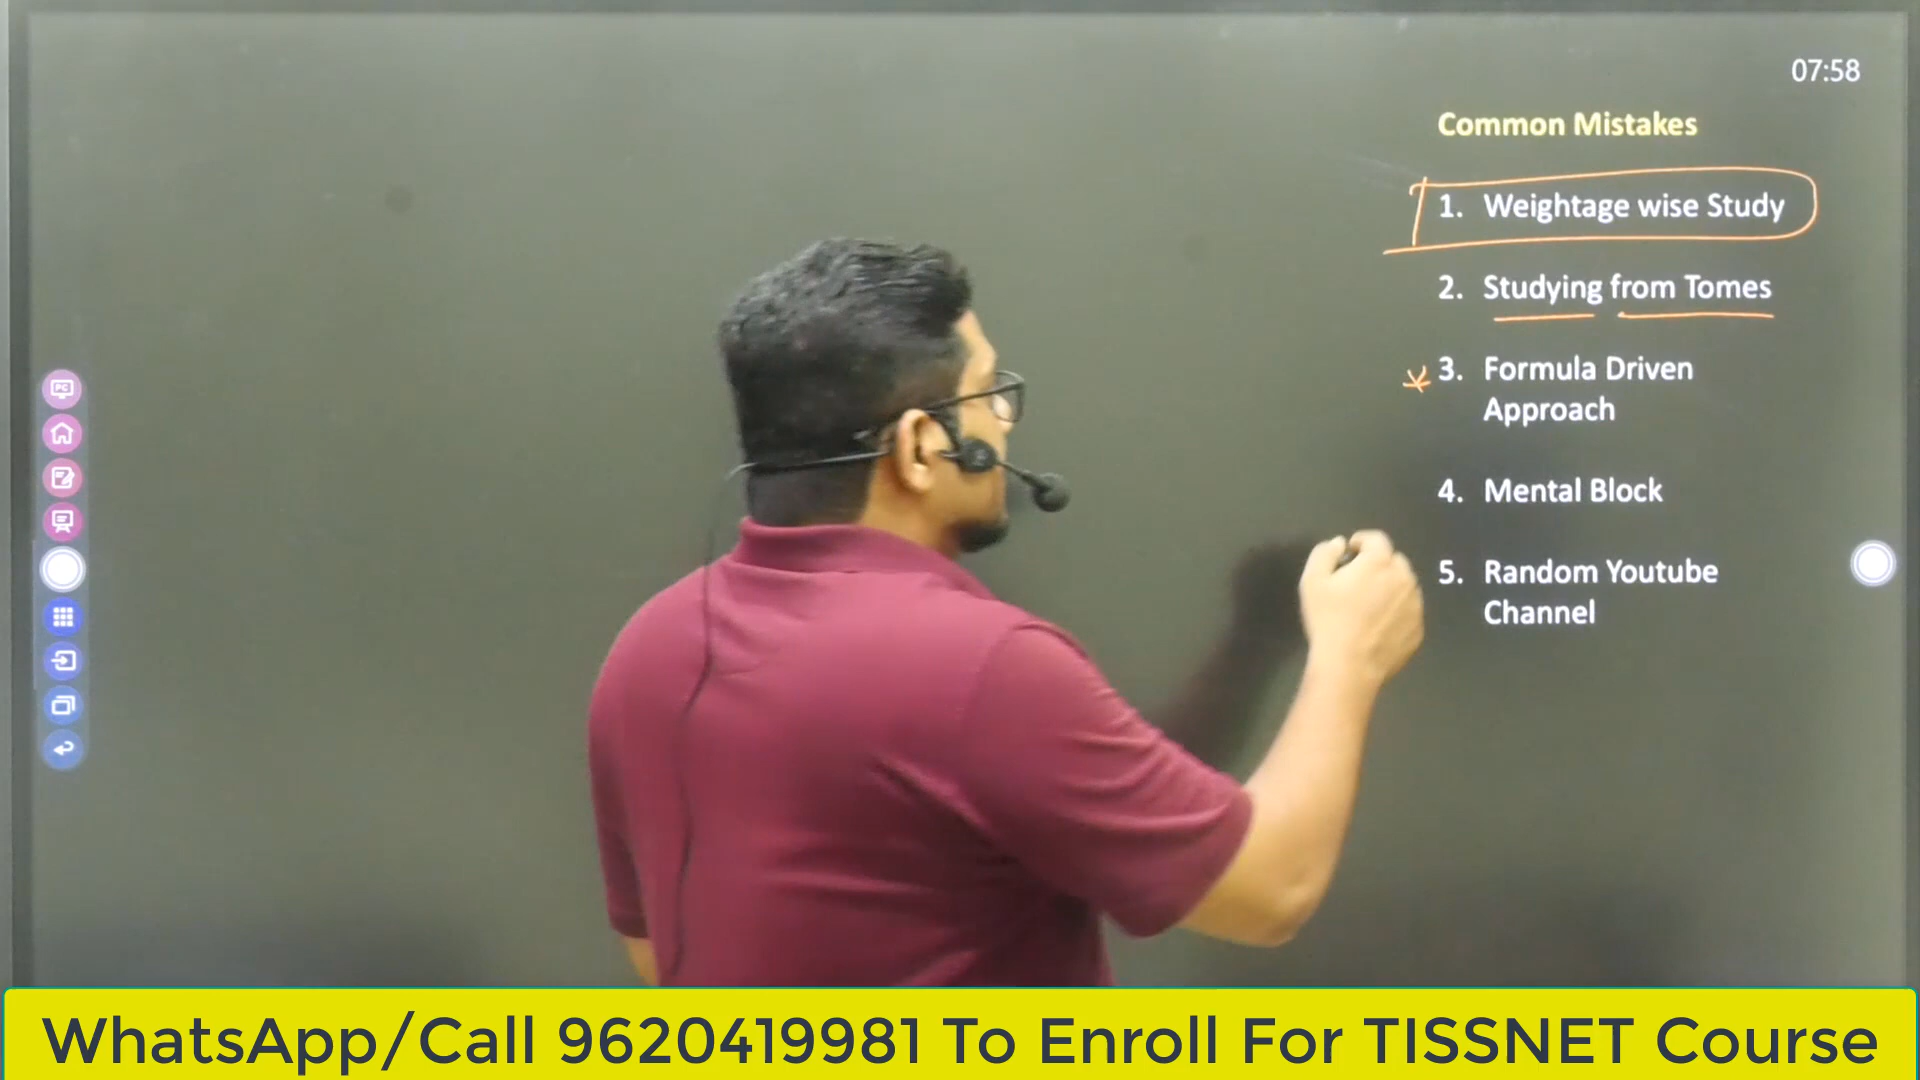 07:58
Common Mistakes
1. Weightage wise Study
2. Studying from Tomes
3. Formula Driven
Approach
4. Mental Block
5. Random Youtube
Channel
PC
WhatsApp/Call 9620419981 To Enroll For TISSNET Course